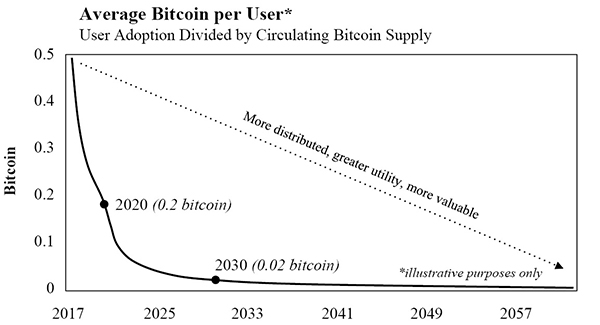 Average Bitcoin per User*
User Adoption Divided by Circulating Bitcoin Supply
0.5
0.4
0.3
0.2
0.1
0
Bitcoin
More distributed, greater utility, more valuable
2020 (0.2 bitcoin)
2030 (0.02 bitcoin)
*illustrative purposes only
2017 2025 2033 2041 2049 2057